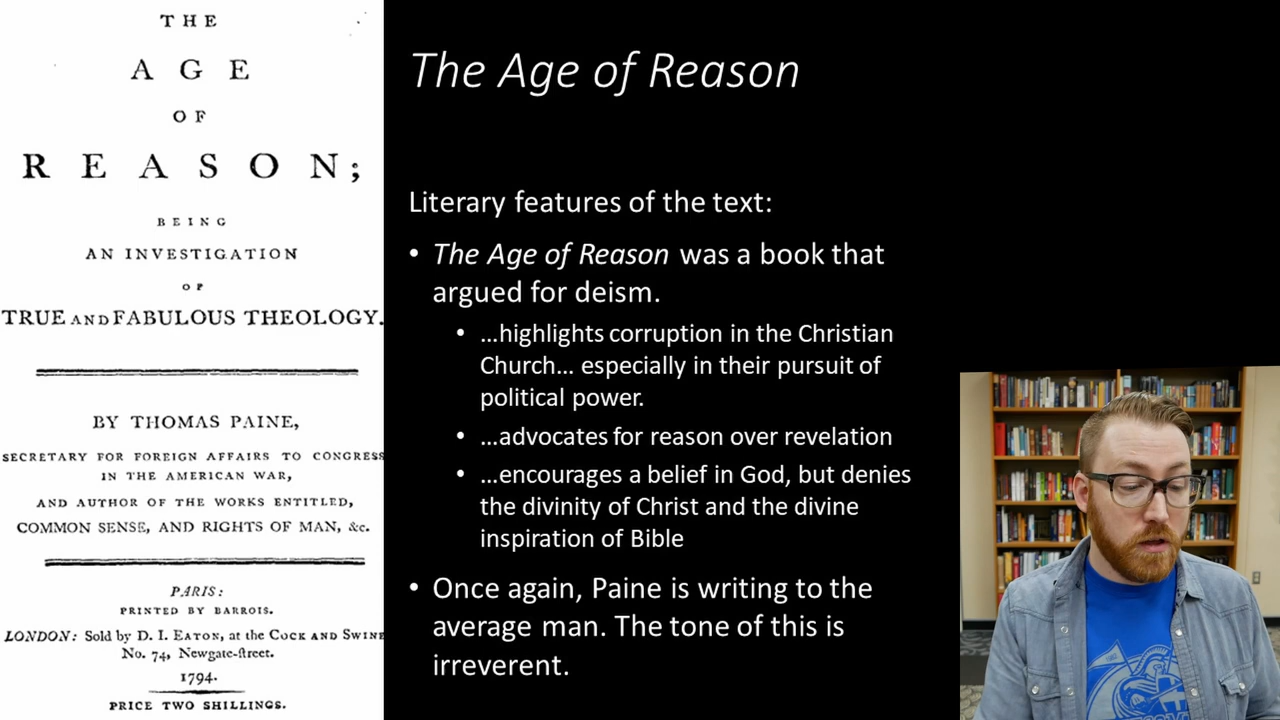 THE
AGE
OF
REASON;
BEING
AN INVESTIGATION
OF
TRUE AND FABULOUS THEOLOGY.
BY THOMAS PAINE,
SECRETARY FOR FOREIGN AFFAIRS TO CONGRESS
IN THE AMERICAN WAR,
AND AUTHOR OF THE WORKS ENTITLED,
COMMON SENSE, AND RIGHTS OF MAN, &c.
PARIS:
PRINTED BY BARROIS.
LONDON: Sold by D. I. EATON, at the COCK AND SWINE
No. 74, Newgate-ſtreet.
1794.
PRICE TWO SHILLINGS.
The Age of Reason
Literary features of the text:
• The Age of Reason was a book that
argued for deism.
• …highlights corruption in the Christian
Church… especially in their pursuit of
political power.
• …advocates for reason over revelation
• …encourages a belief in God, but denies
the divinity of Christ and the divine
inspiration of Bible
• Once again, Paine is writing to the
average man. The tone of this is
irreverent.